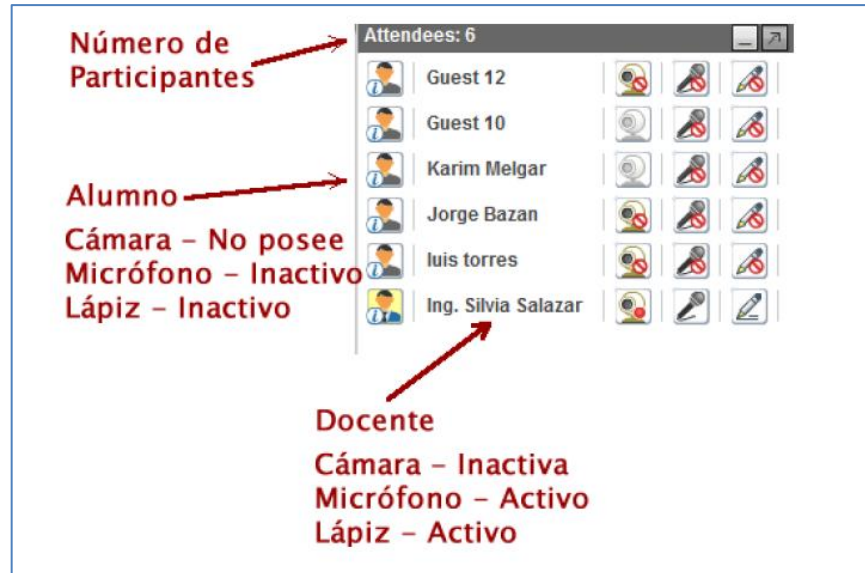 Número de
Participantes
Attendees: 6
Guest 12
Guest 10
Karim Melgar
Jorge Bazan
luis torres
Ing. Silvia Salazar
Alumno
Cámara – No posee
Micrófono – Inactivo
Lápiz – Inactivo
Docente
Cámara – Inactiva
Micrófono – Activo
Lápiz – Activo